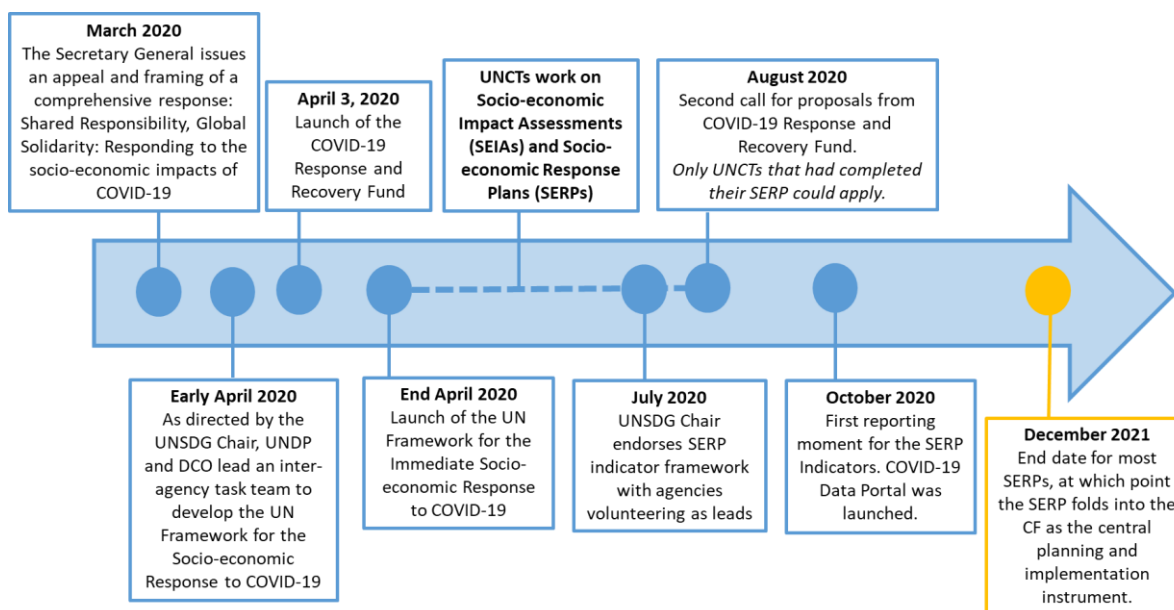 March 2020
The Secretary General issues
an appeal and framing of a
comprehensive response:
Shared Responsibility, Global
Solidarity: Responding to the
socio-economic impacts of
COVID-19
April 3, 2020
Launch of the
COVID-19
Response and
Recovery Fund
UNCTs work on
Socio-economic
Impact Assessments
(SEIAs) and Socio-
economic Response
Plans (SERPs)
August 2020
Second call for proposals from
COVID-19 Response and
Recovery Fund.
Only UNCTs that had completed
their SERP could apply.
Early April 2020
As directed by the
UNSDG Chair, UNDP
and DCO lead an inter-
agency task team to
develop the UN
Framework for the
Socio-economic
Response to COVID-19
End April 2020
Launch of the UN
Framework for the
Immediate Socio-
economic Response
to COVID-19
July 2020
UNSDG Chair
endorses SERP
indicator framework
with agencies
volunteering as leads
October 2020
First reporting
moment for the SERP
Indicators. COVID-19
Data Portal was
launched.
December 2021
End date for most
SERPs, at which point
the SERP folds into the
CF as the central
planning and
implementation
instrument.